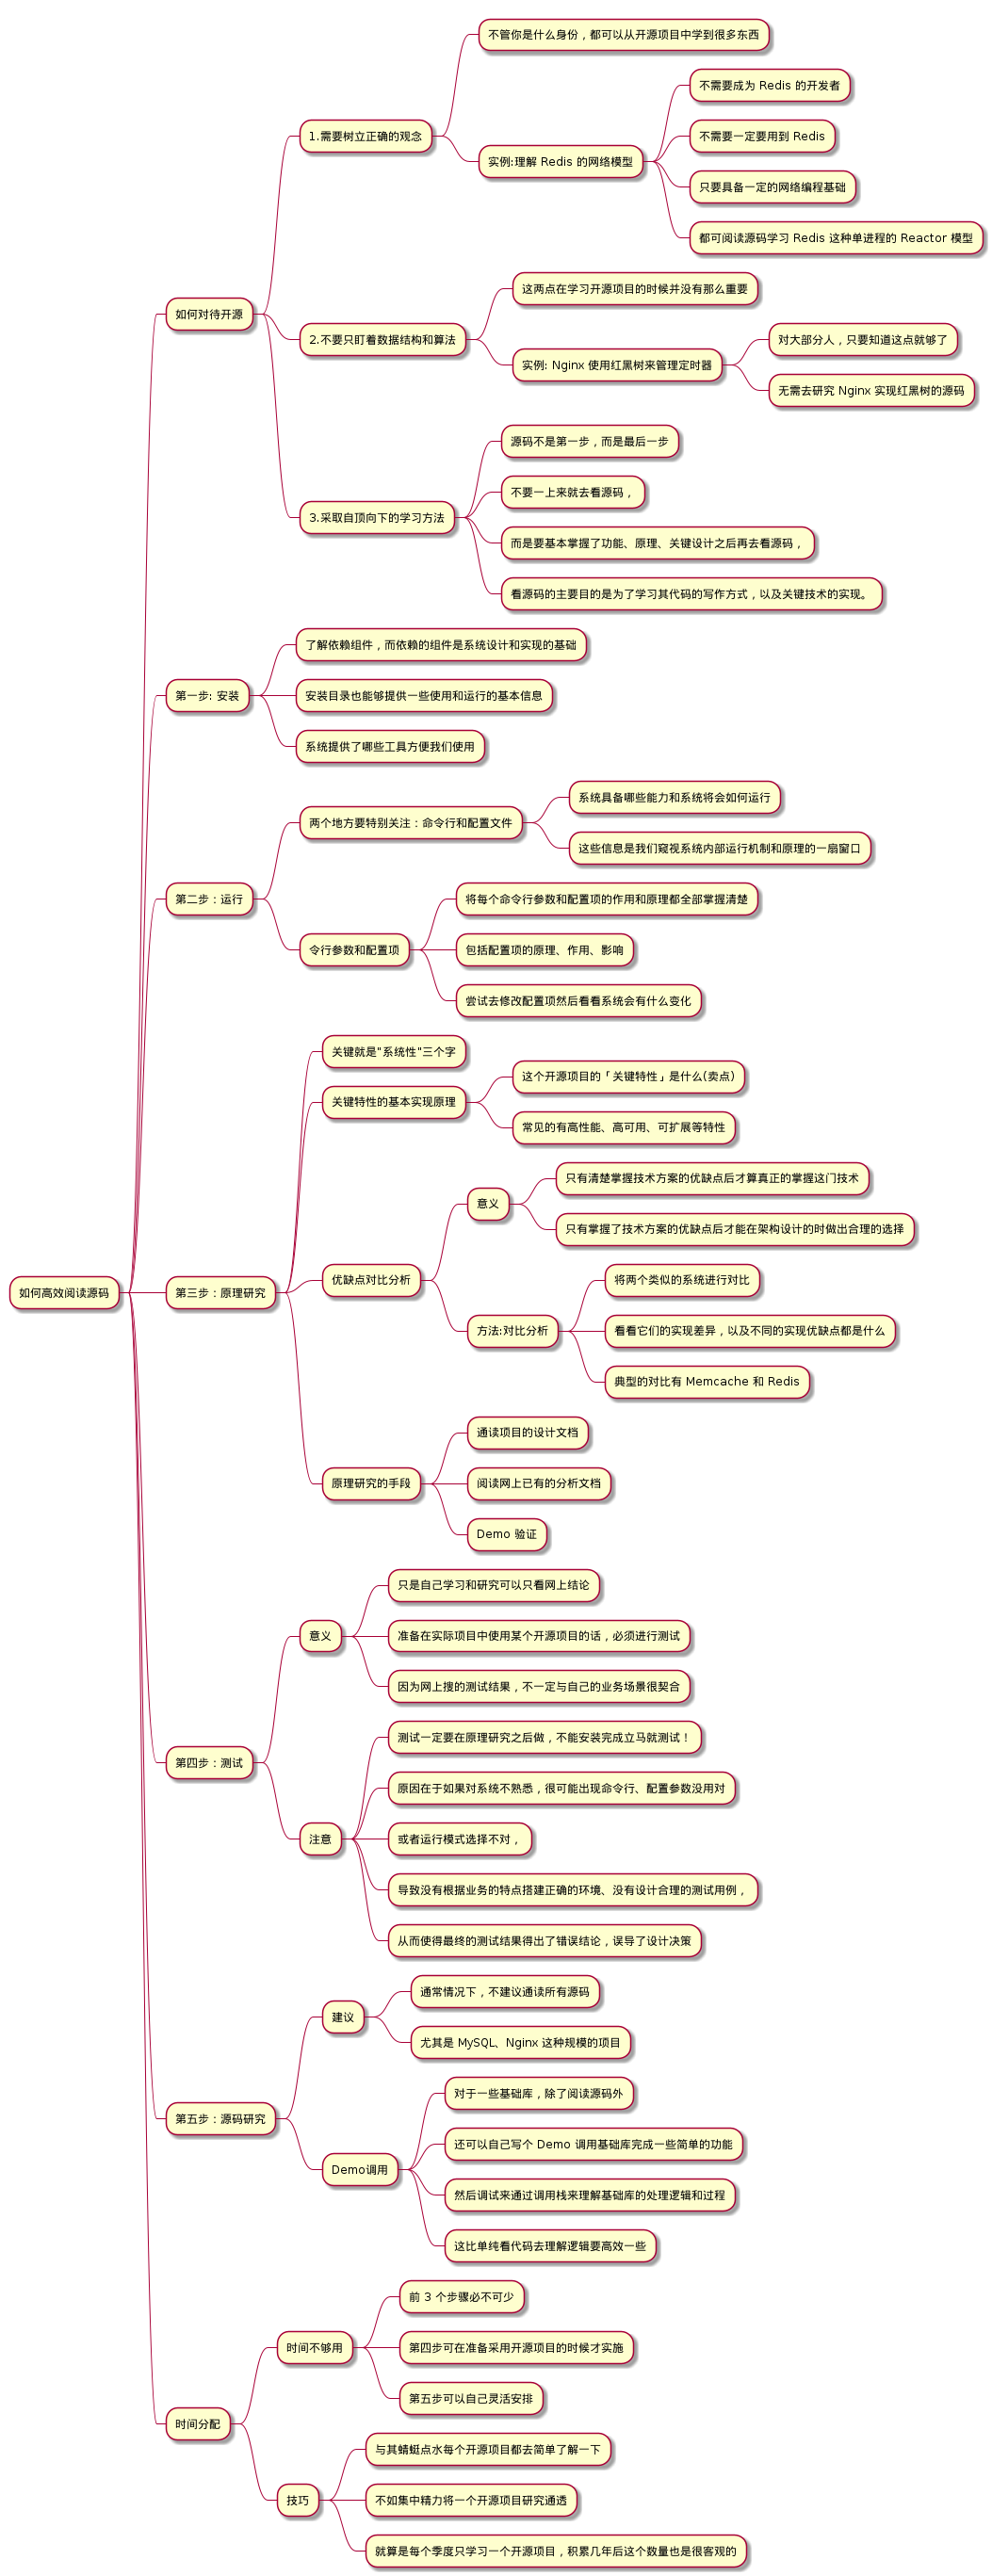 如何高效阅读源码
如何对待开源
1.需要树立正确的观念
不管你是什么身份，都可以从开源项目中学到很多东西
实例:理解 Redis 的网络模型
不需要成为 Redis 的开发者
不需要一定要用到 Redis
只要具备一定的网络编程基础
都可阅读源码学习 Redis 这种单进程的 Reactor 模型
2.不要只盯着数据结构和算法
这两点在学习开源项目的时候并没有那么重要
实例: Nginx 使用红黑树来管理定时器
对大部分人，只要知道这点就够了
无需去研究 Nginx 实现红黑树的源码
3.采取自顶向下的学习方法
源码不是第一步，而是最后一步
不要一上来就去看源码，
而是要基本掌握了功能、原理、关键设计之后再去看源码，
看源码的主要目的是为了学习其代码的写作方式，以及关键技术的实现。
第一步: 安装
了解依赖组件，而依赖的组件是系统设计和实现的基础
安装目录也能够提供一些使用和运行的基本信息
系统提供了哪些工具方便我们使用
第二步：运行
两个地方要特别关注：命令行和配置文件
系统具备哪些能力和系统将会如何运行
这些信息是我们窥视系统内部运行机制和原理的一扇窗口
令行参数和配置项
将每个命令行参数和配置项的作用和原理都全部掌握清楚
包括配置项的原理、作用、影响
尝试去修改配置项然后看看系统会有什么变化
第三步：原理研究
关键就是"系统性"三个字
关键特性的基本实现原理
这个开源项目的「关键特性」是什么(卖点)
常见的有高性能、高可用、可扩展等特性
优缺点对比分析
意义
只有清楚掌握技术方案的优缺点后才算真正的掌握这门技术
只有掌握了技术方案的优缺点后才能在架构设计的时做出合理的选择
方法:对比分析
将两个类似的系统进行对比
看看它们的实现差异，以及不同的实现优缺点都是什么
典型的对比有 Memcache 和 Redis
原理研究的手段
通读项目的设计文档
阅读网上已有的分析文档
Demo 验证
第四步：测试
意义
只是自己学习和研究可以只看网上结论
准备在实际项目中使用某个开源项目的话，必须进行测试
因为网上搜的测试结果，不一定与自己的业务场景很契合
注意
测试一定要在原理研究之后做，不能安装完成立马就测试！
原因在于如果对系统不熟悉，很可能出现命令行、配置参数没用对
或者运行模式选择不对，
导致没有根据业务的特点搭建正确的环境、没有设计合理的测试用例，
从而使得最终的测试结果得出了错误结论，误导了设计决策
第五步：源码研究
建议
通常情况下，不建议通读所有源码
尤其是 MySQL、Nginx 这种规模的项目
Demo调用
对于一些基础库，除了阅读源码外
还可以自己写个 Demo 调用基础库完成一些简单的功能
然后调试来通过调用栈来理解基础库的处理逻辑和过程
这比单纯看代码去理解逻辑要高效一些
时间分配
时间不够用
前 3 个步骤必不可少
第四步可在准备采用开源项目的时候才实施
第五步可以自己灵活安排
技巧
与其蜻蜓点水每个开源项目都去简单了解一下
不如集中精力将一个开源项目研究通透
就算是每个季度只学习一个开源项目，积累几年后这个数量也是很客观的